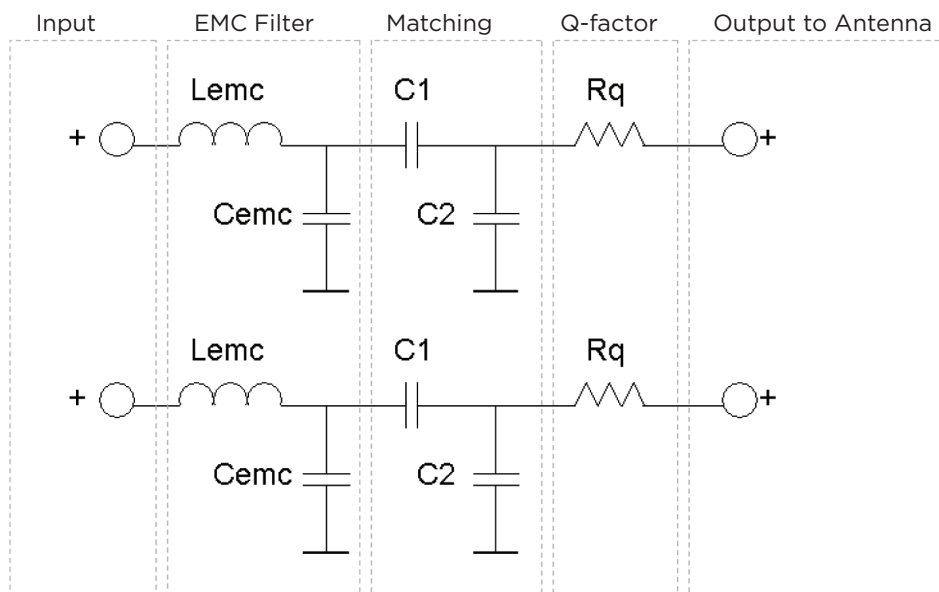 Input EMC Filter Matching Q-factor Output to Antenna
Lemc C1 Rq
+ +
Cemc C2
Lemc C1 Rq
+ +
Cemc C2